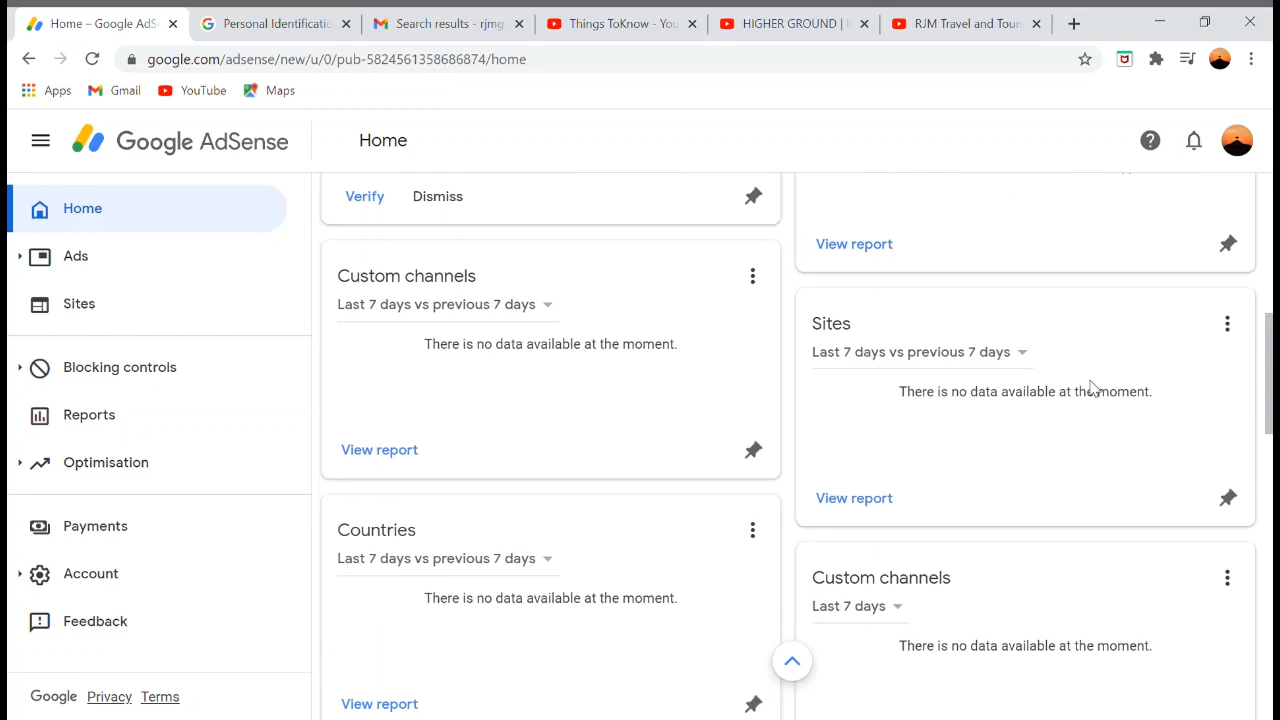 Home – Google AdS
Personal Identificatio
Search results - rjmg
Things ToKnow - You
HIGHER GROUND |
RJM Travel and Tours
google.com/adsense/new/u/0/pub-5824561358686874/home
Apps
Gmail
YouTube
Maps
Google AdSense
Home
Home
Ads
Sites
Blocking controls
Reports
Optimisation
Payments
Account
Feedback
Google Privacy Terms
Verify Dismiss
Custom channels
Last 7 days vs previous 7 days
There is no data available at the moment.
View report
Countries
Last 7 days vs previous 7 days
There is no data available at the moment.
View report
View report
Sites
Last 7 days vs previous 7 days
There is no data available at the moment.
View report
Custom channels
Last 7 days
There is no data available at the moment.